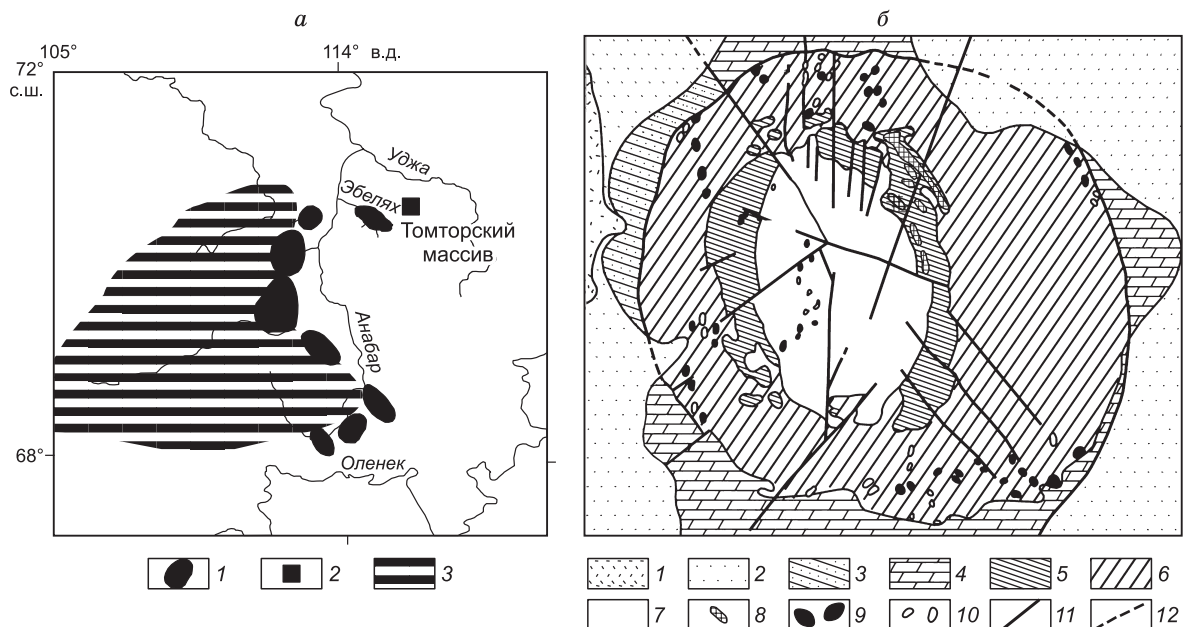 а
б
105°
114° в.д.
72°
с.ш.
Уджа
Эбелях
Томторский
массив
Анабар
68°
Оленек
1 2 3
1 2 3 4 5 6
7 8 9 10 11 12